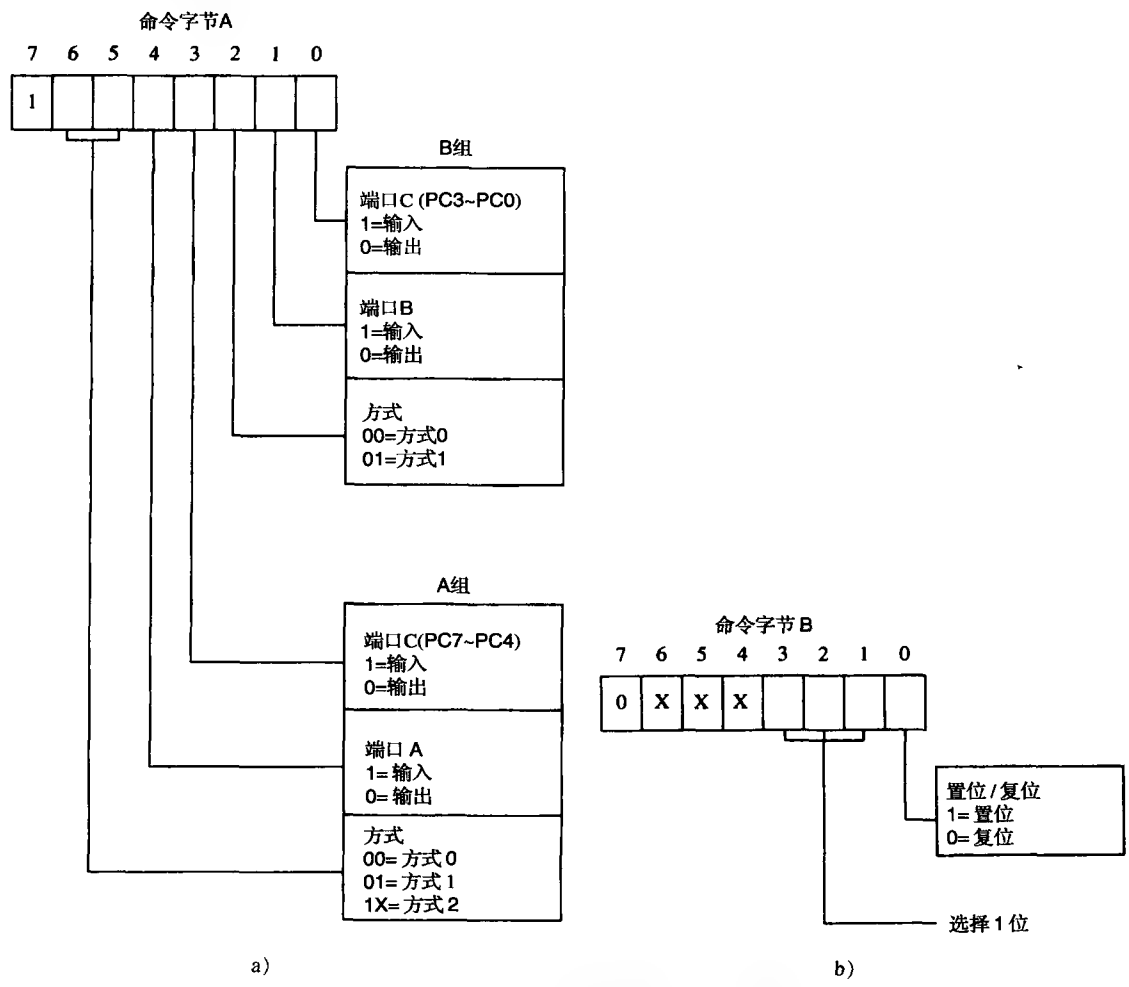 命令字节A
7 6 5 4 3 2 1 0
1
B组
端口C (PC3~PC0)
1=输入
0=输出
端口B
1=输入
0=输出
方式
00=方式0
01=方式1
A组
端口C(PC7~PC4)
1=输入
0=输出
端口 A
1= 输入
0= 输出
方式
00= 方式 0
01= 方式 1
1X= 方式 2
a)
命令字节 B
7 6 5 4 3 2 1 0
0 X X X
置位 / 复位
1= 置位
0= 复位
选择 1 位
b)